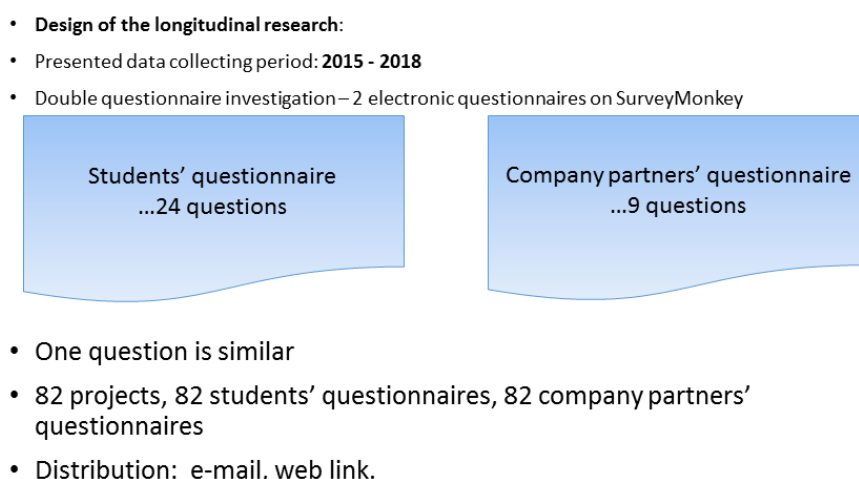 • Design of the longitudinal research:
• Presented data collecting period: 2015 - 2018
• Double questionnaire investigation – 2 electronic questionnaires on SurveyMonkey
Students' questionnaire
...24 questions
Company partners' questionnaire
...9 questions
• One question is similar
• 82 projects, 82 students' questionnaires, 82 company partners'
questionnaires
• Distribution: e-mail, web link.